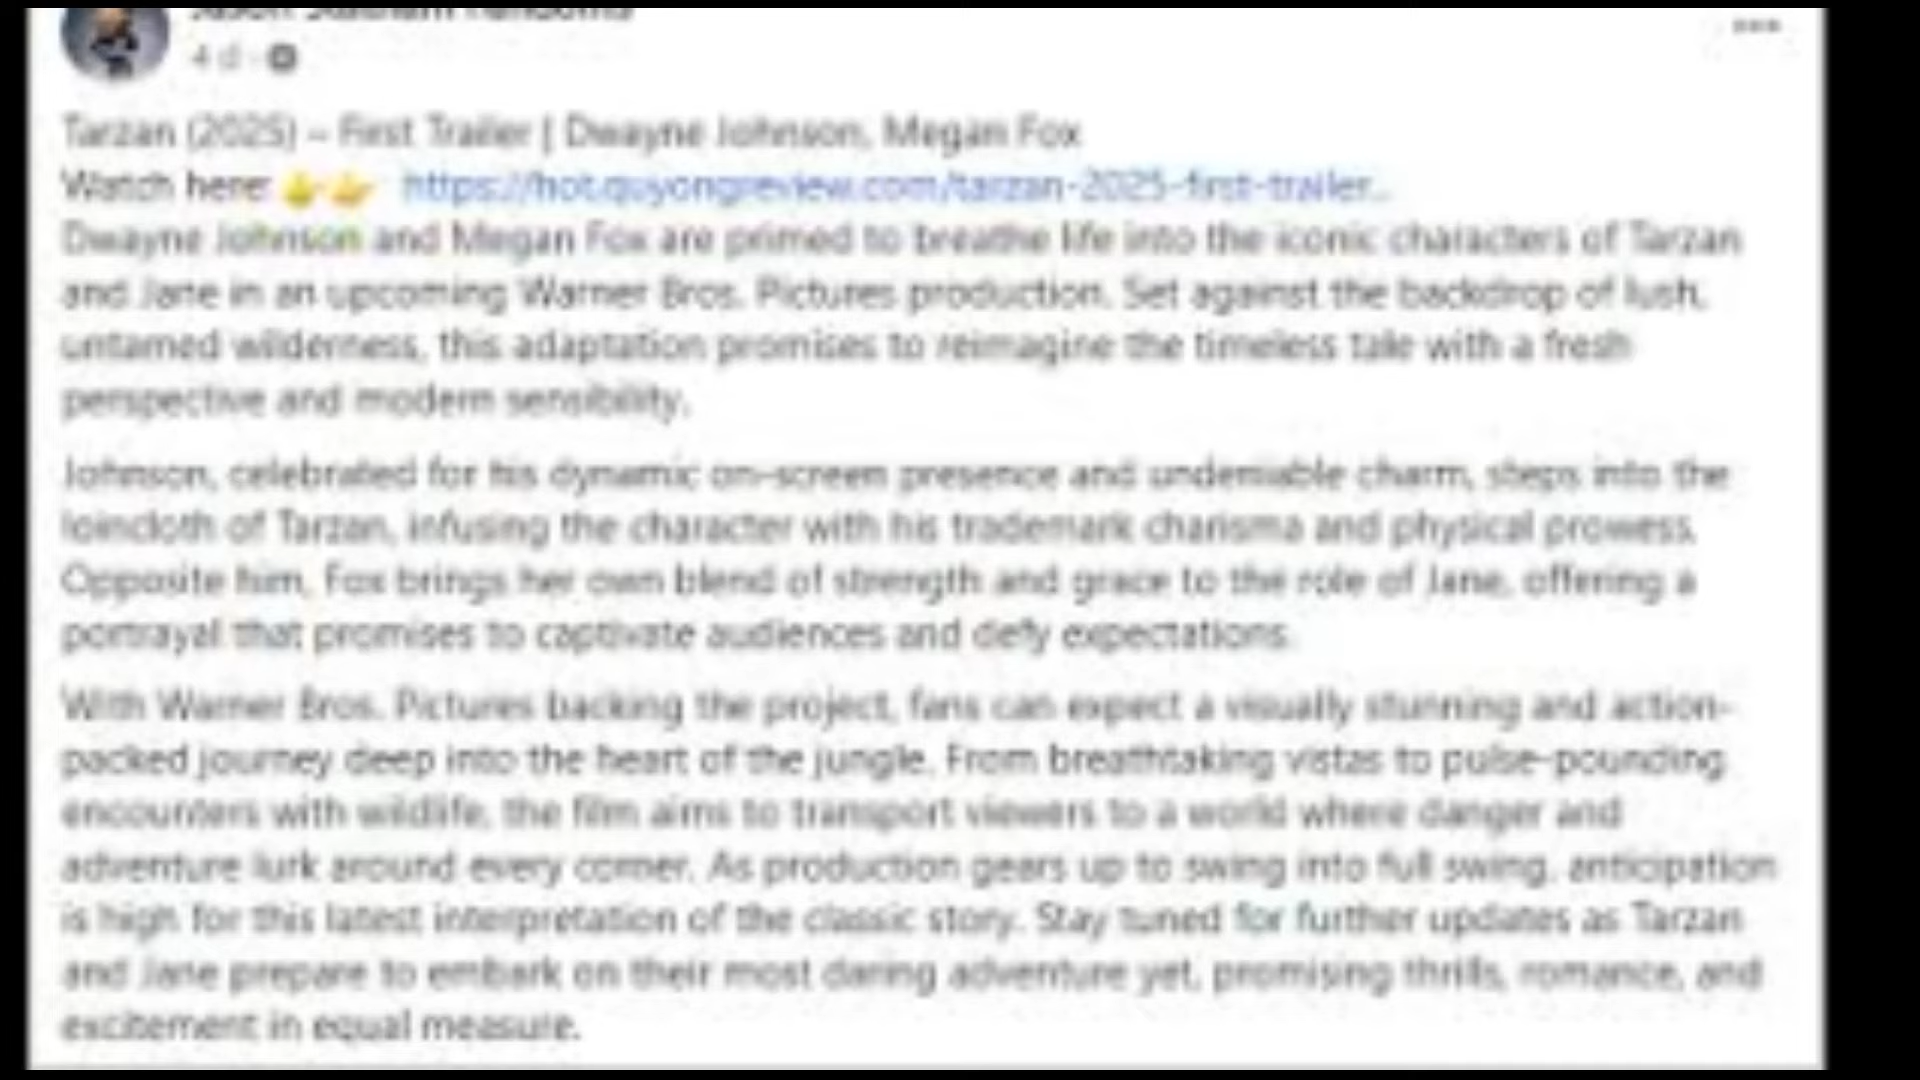 4 d
Tarzan (2025) – First Trailer | Dwayne Johnson, Megan Fox
Watch here: https://hot.quyongreview.com/tarzan-2025-first-trailer...
Dwayne Johnson and Megan Fox are primed to breathe life into the iconic characters of Tarzan
and Jane in an upcoming Warner Bros. Pictures production. Set against the backdrop of lush,
untamed wilderness, this adaptation promises to reimagine the timeless tale with a fresh
perspective and modern sensibility.
Johnson, celebrated for his dynamic on-screen presence and undeniable charm, steps into the
loincloth of Tarzan, infusing the character with his trademark charisma and physical prowess.
Opposite him, Fox brings her own blend of strength and grace to the role of Jane, offering a
portrayal that promises to captivate audiences and defy expectations.
With Warner Bros. Pictures backing the project, fans can expect a visually stunning and action-
packed journey deep into the heart of the jungle. From breathtaking vistas to pulse-pounding
encounters with wildlife, the film aims to transport viewers to a world where danger and
adventure lurk around every corner. As production gears up to swing into full swing, anticipation
is high for this latest interpretation of the classic story. Stay tuned for further updates as Tarzan
and Jane prepare to embark on their most daring adventure yet, promising thrills, romance, and
excitement in equal measure.